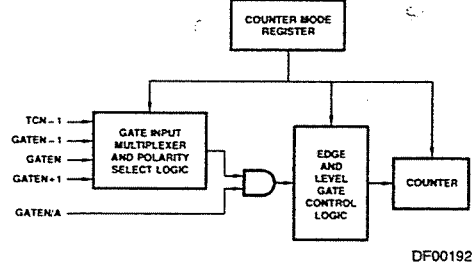 COUNTER MODE
REGISTER
TCN-1
GATEN-1
GATEN
GATEN+1
GATEN/A
GATE INPUT
MULTIPLEXER
AND POLARITY
SELECT LOGIC
EDGE
AND
LEVEL
GATE
CONTROL
LOGIC
COUNTER
DF00192